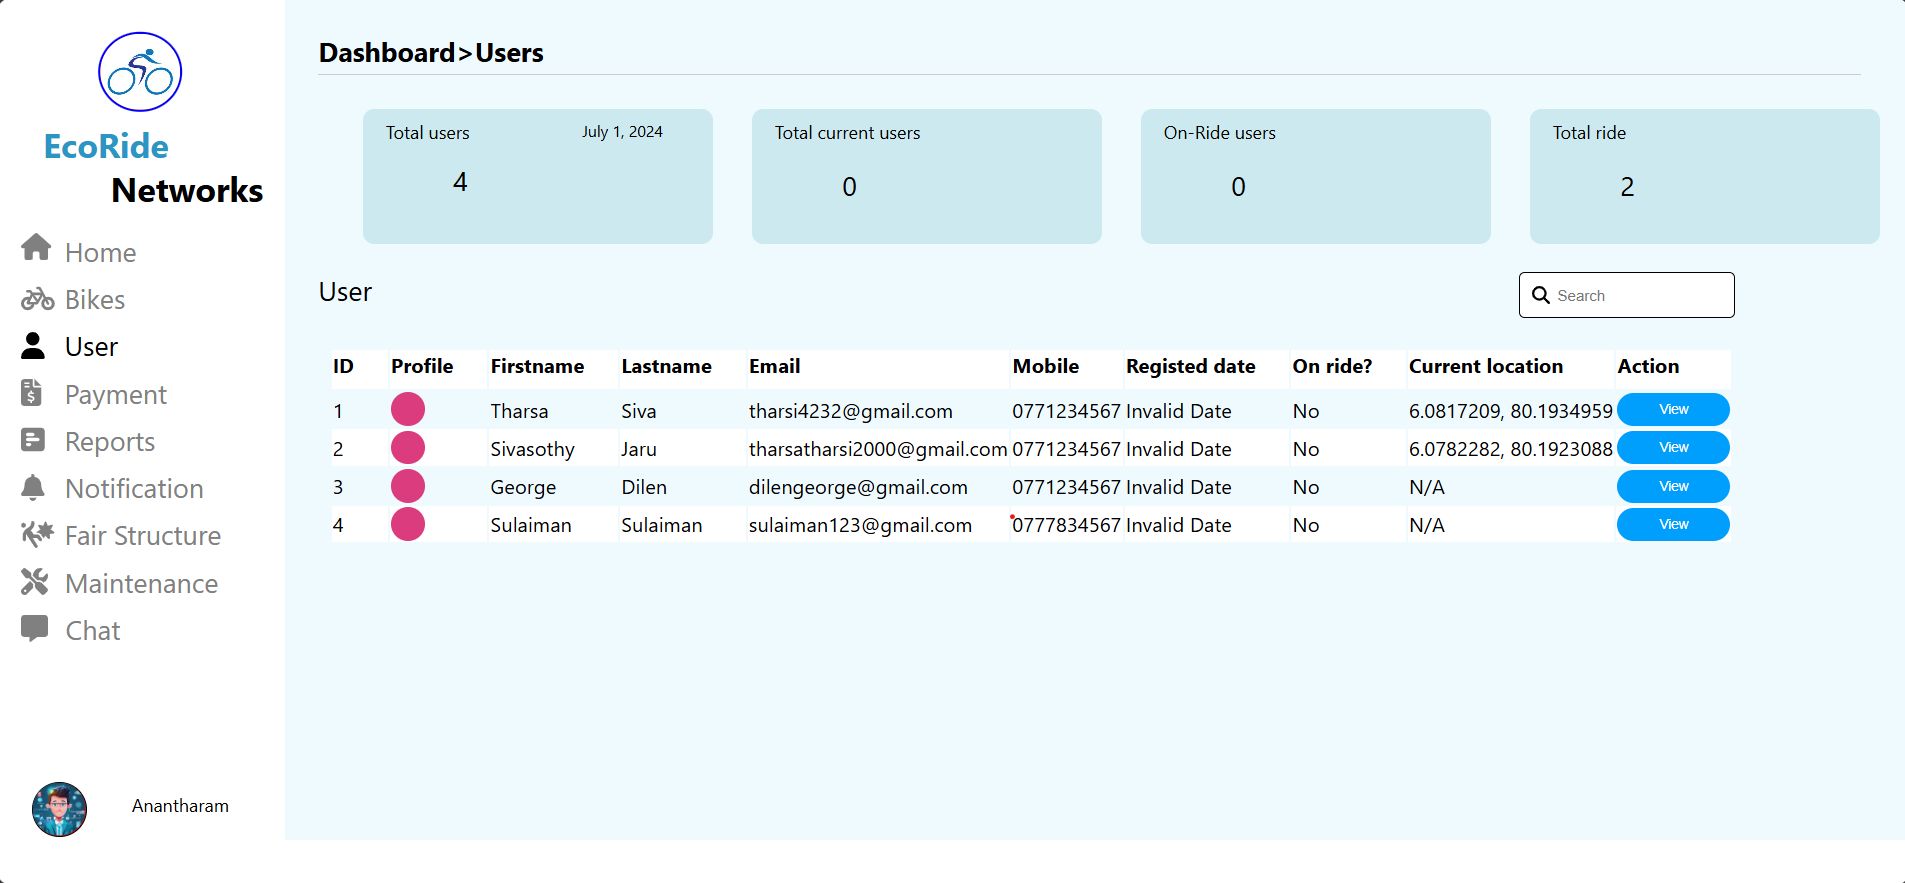 EcoRide
Networks
Home
Bikes
User
Payment
Reports
Notification
Fair Structure
Maintenance
Chat
Anantharam
Dashboard>Users
Total users July 1, 2024
4
Total current users
0
On-Ride users
0
Total ride
2
User
Search
ID Profile Firstname Lastname Email Mobile Registed date On ride? Current location Action
1 Tharsa Siva tharsi4232@gmail.com 0771234567 Invalid Date No 6.0817209, 80.1934959 View
2 Sivasothy Jaru tharsatharsi2000@gmail.com 0771234567 Invalid Date No 6.0782282, 80.1923088 View
3 George Dilen dilengeorge@gmail.com 0771234567 Invalid Date No N/A View
4 Sulaiman Sulaiman sulaiman123@gmail.com 0777834567 Invalid Date No N/A View